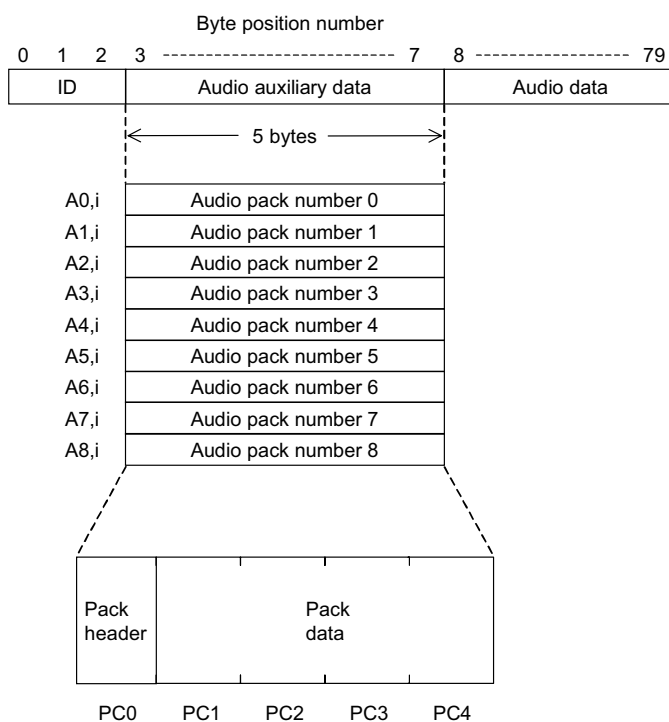 Byte position number
0 1 2 3 7 8 79
ID Audio auxiliary data Audio data
5 bytes
A0,i Audio pack number 0
A1,i Audio pack number 1
A2,i Audio pack number 2
A3,i Audio pack number 3
A4,i Audio pack number 4
A5,i Audio pack number 5
A6,i Audio pack number 6
A7,i Audio pack number 7
A8,i Audio pack number 8
Pack Pack
header data
PC0 PC1 PC2 PC3 PC4